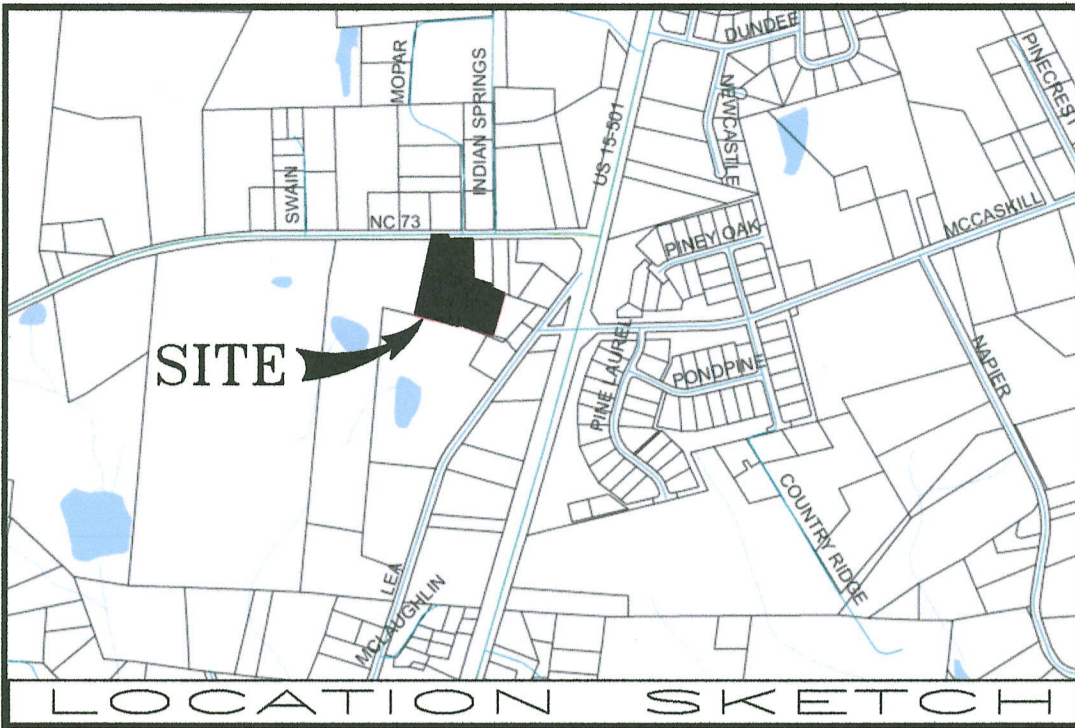 DUNDEE
MOPAR
INDIAN SPRINGS
NEWCASTLE
PINECREST
US 15-501
SWAIN
NC 73
MCCASKILL
PINEY OAK
SITE
PINE LAUREL
PONDPINE
NAPIER
COUNTRY RIDGE
LEA
MCLAUGHLIN
LOCATION SKETCH